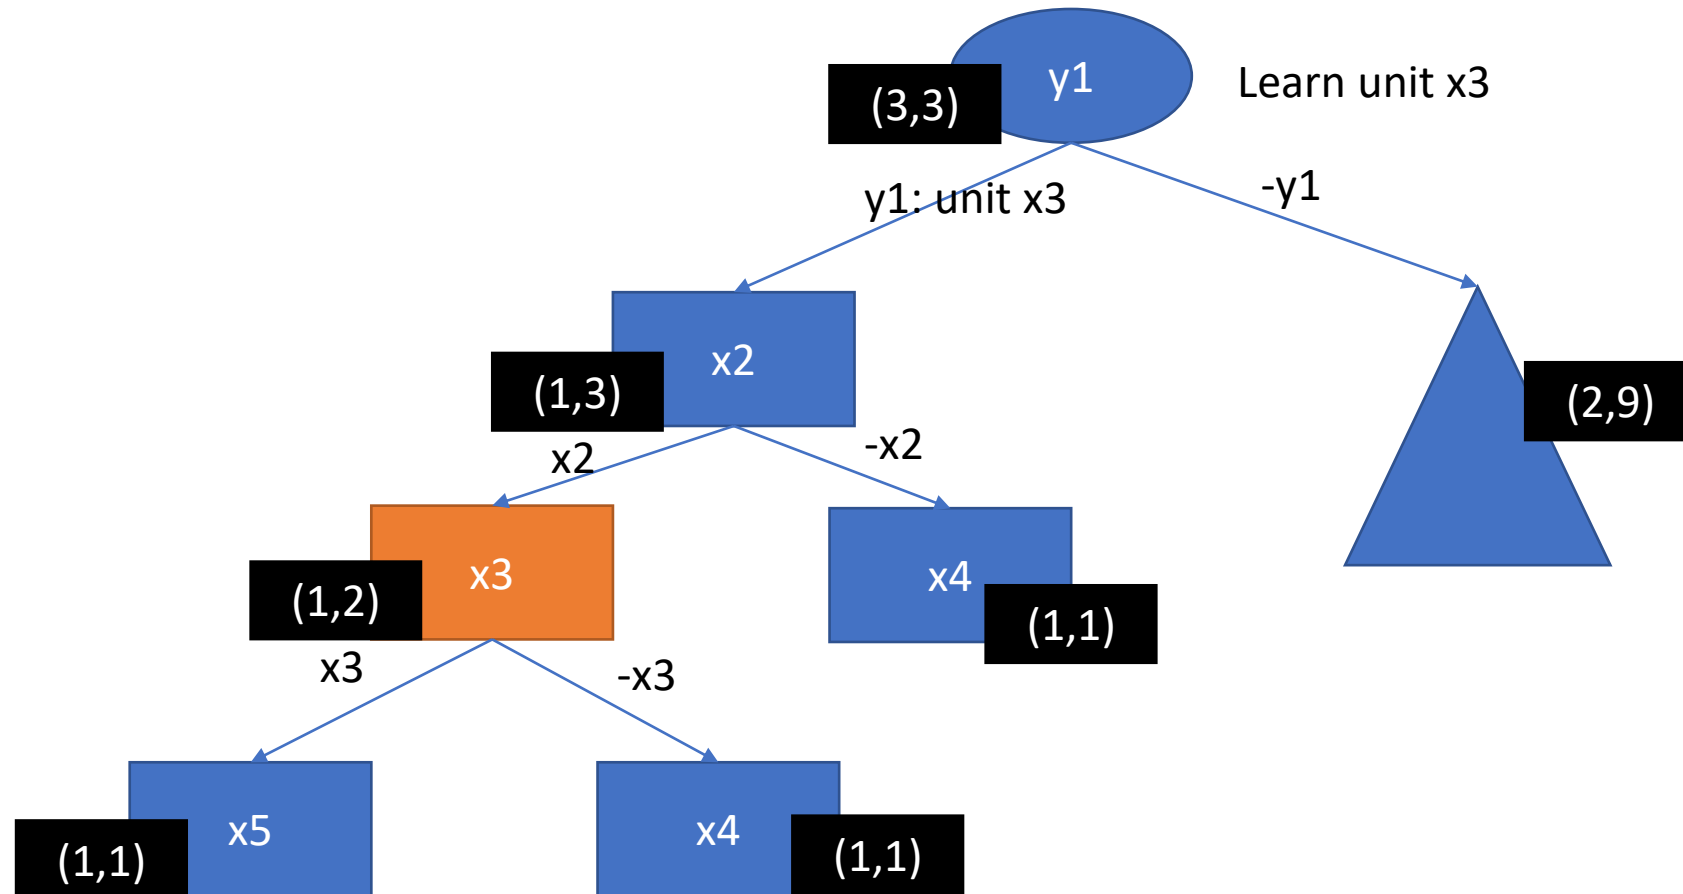 y1
(3,3)
Learn unit x3
y1: unit x3
-y1
x2
(1,3)
(2,9)
x2
-x2
x3
(1,2)
x4
(1,1)
x3
-x3
x5
(1,1)
x4
(1,1)